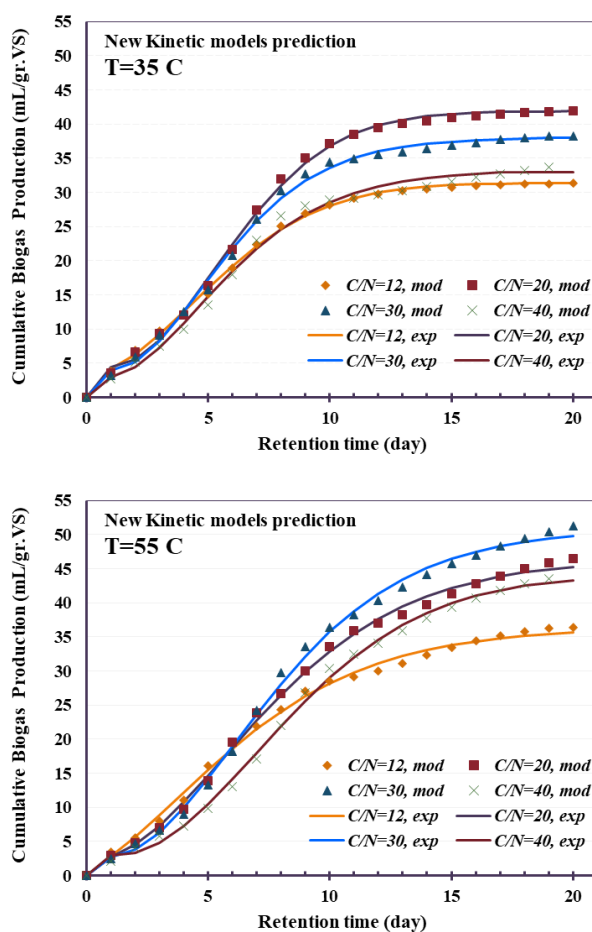 New Kinetic models prediction
T=35 C
Cumulative Biogas Production (mL/gr.VS)
55
50
45
40
35
30
25
20
15
10
5
0
C/N=12, mod
C/N=20, mod
C/N=30, mod
C/N=40, mod
C/N=12, exp
C/N=20, exp
C/N=30, exp
C/N=40, exp
0 5 10 15 20
Retention time (day)
New Kinetic models prediction
T=55 C
Cumulative Biogas Production (mL/gr.VS)
55
50
45
40
35
30
25
20
15
10
5
0
C/N=12, mod
C/N=20, mod
C/N=30, mod
C/N=40, mod
C/N=12, exp
C/N=20, exp
C/N=30, exp
C/N=40, exp
0 5 10 15 20
Retention time (day)